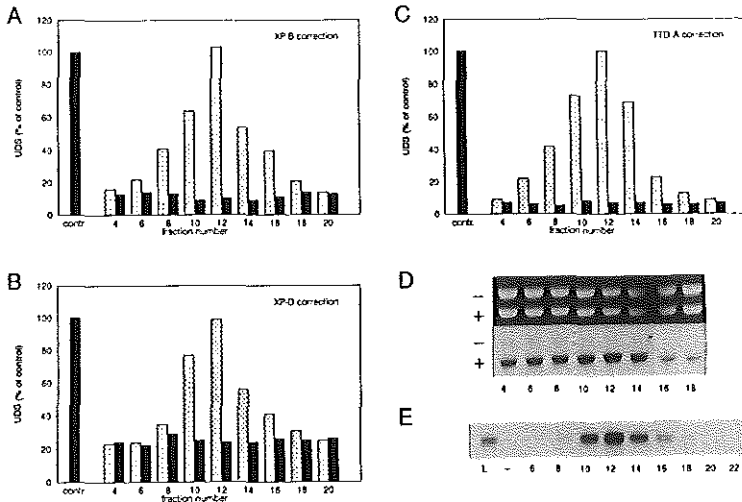 A
120
100
80
60
40
20
0
UDS (% of control)
XP B correction
contr
4 6 8 10 12 14 16 18 20
fraction number
B
120
100
80
60
40
20
0
UDS (% of control)
XP-D correction
contr
4 6 8 10 12 14 16 18 20
fraction number
C
120
100
80
60
40
20
0
UDS (% of control)
TTD A correction
contr
4 6 8 10 12 14 16 18 20
fraction number
D
−
+
−
+
4 6 8 10 12 14 16 18
E
L − 6 8 10 12 14 16 18 20 22